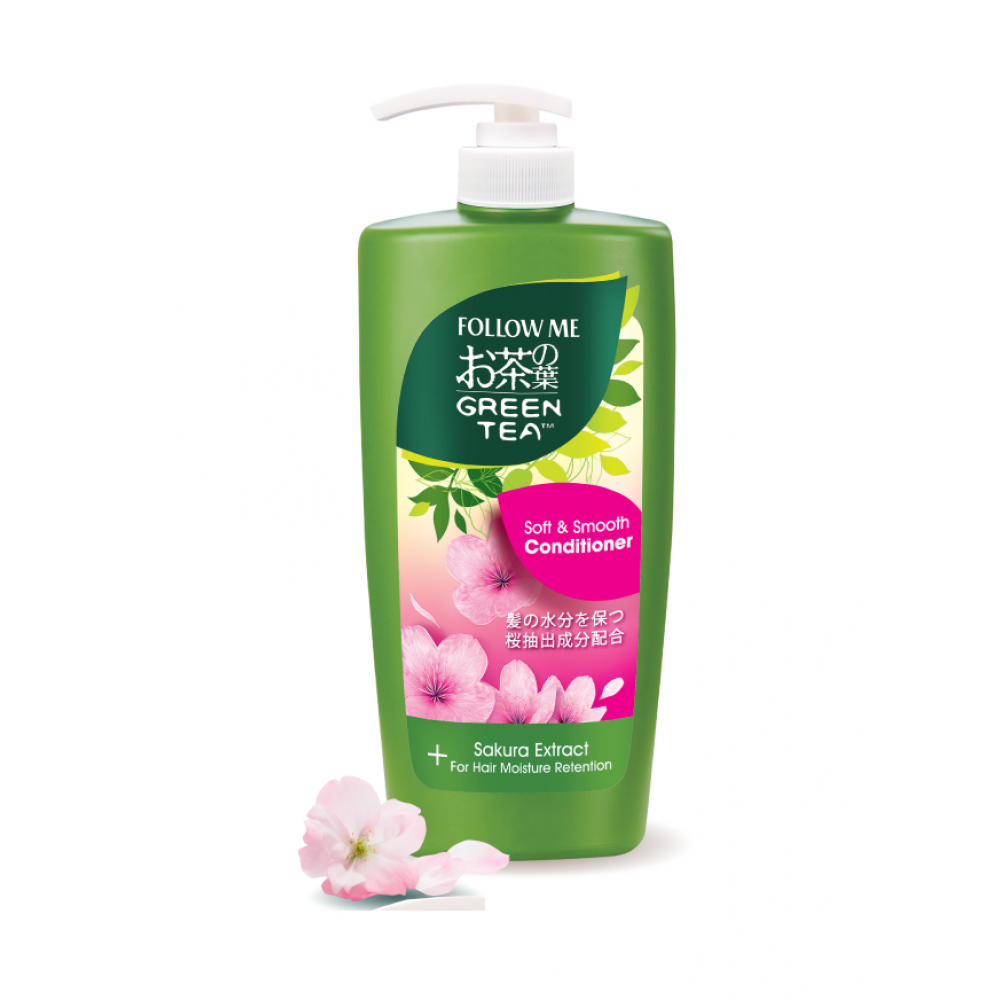 FOLLOW ME
お茶の葉
GREEN
TEA™
Soft & Smooth
Conditioner
髪の水分を保つ
桜抽出成分配合
+ Sakura Extract
For Hair Moisture Retention